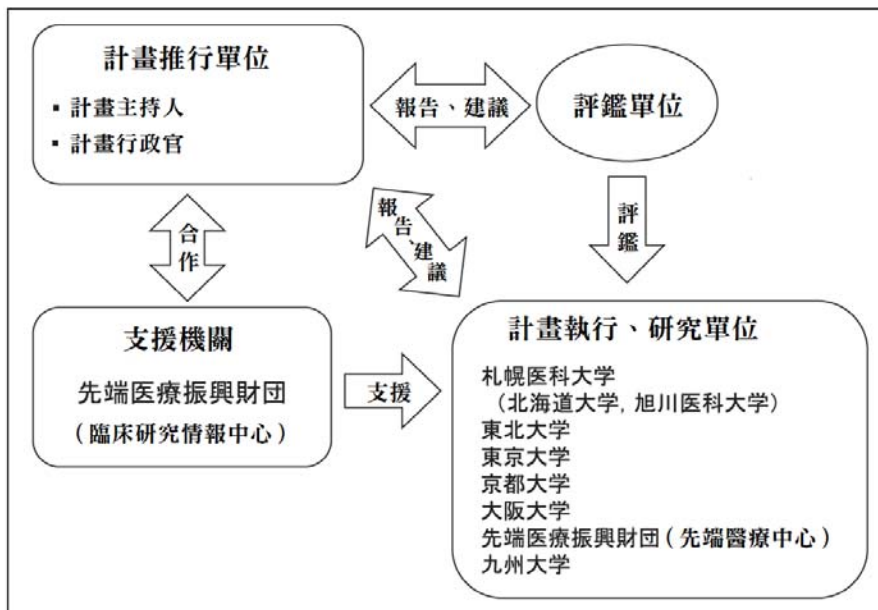 計畫推行單位
▪ 計畫主持人
▪ 計畫行政官
報告、建議
評鑑單位
合作
報告、建議
評鑑
支援機關
先端医療振興財団
（臨床研究情報中心）
支援
計畫執行、研究單位
札幌医科大学
（北海道大学, 旭川医科大学）
東北大学
東京大学
京都大学
大阪大学
先端医療振興財団（先端醫療中心）
九州大学